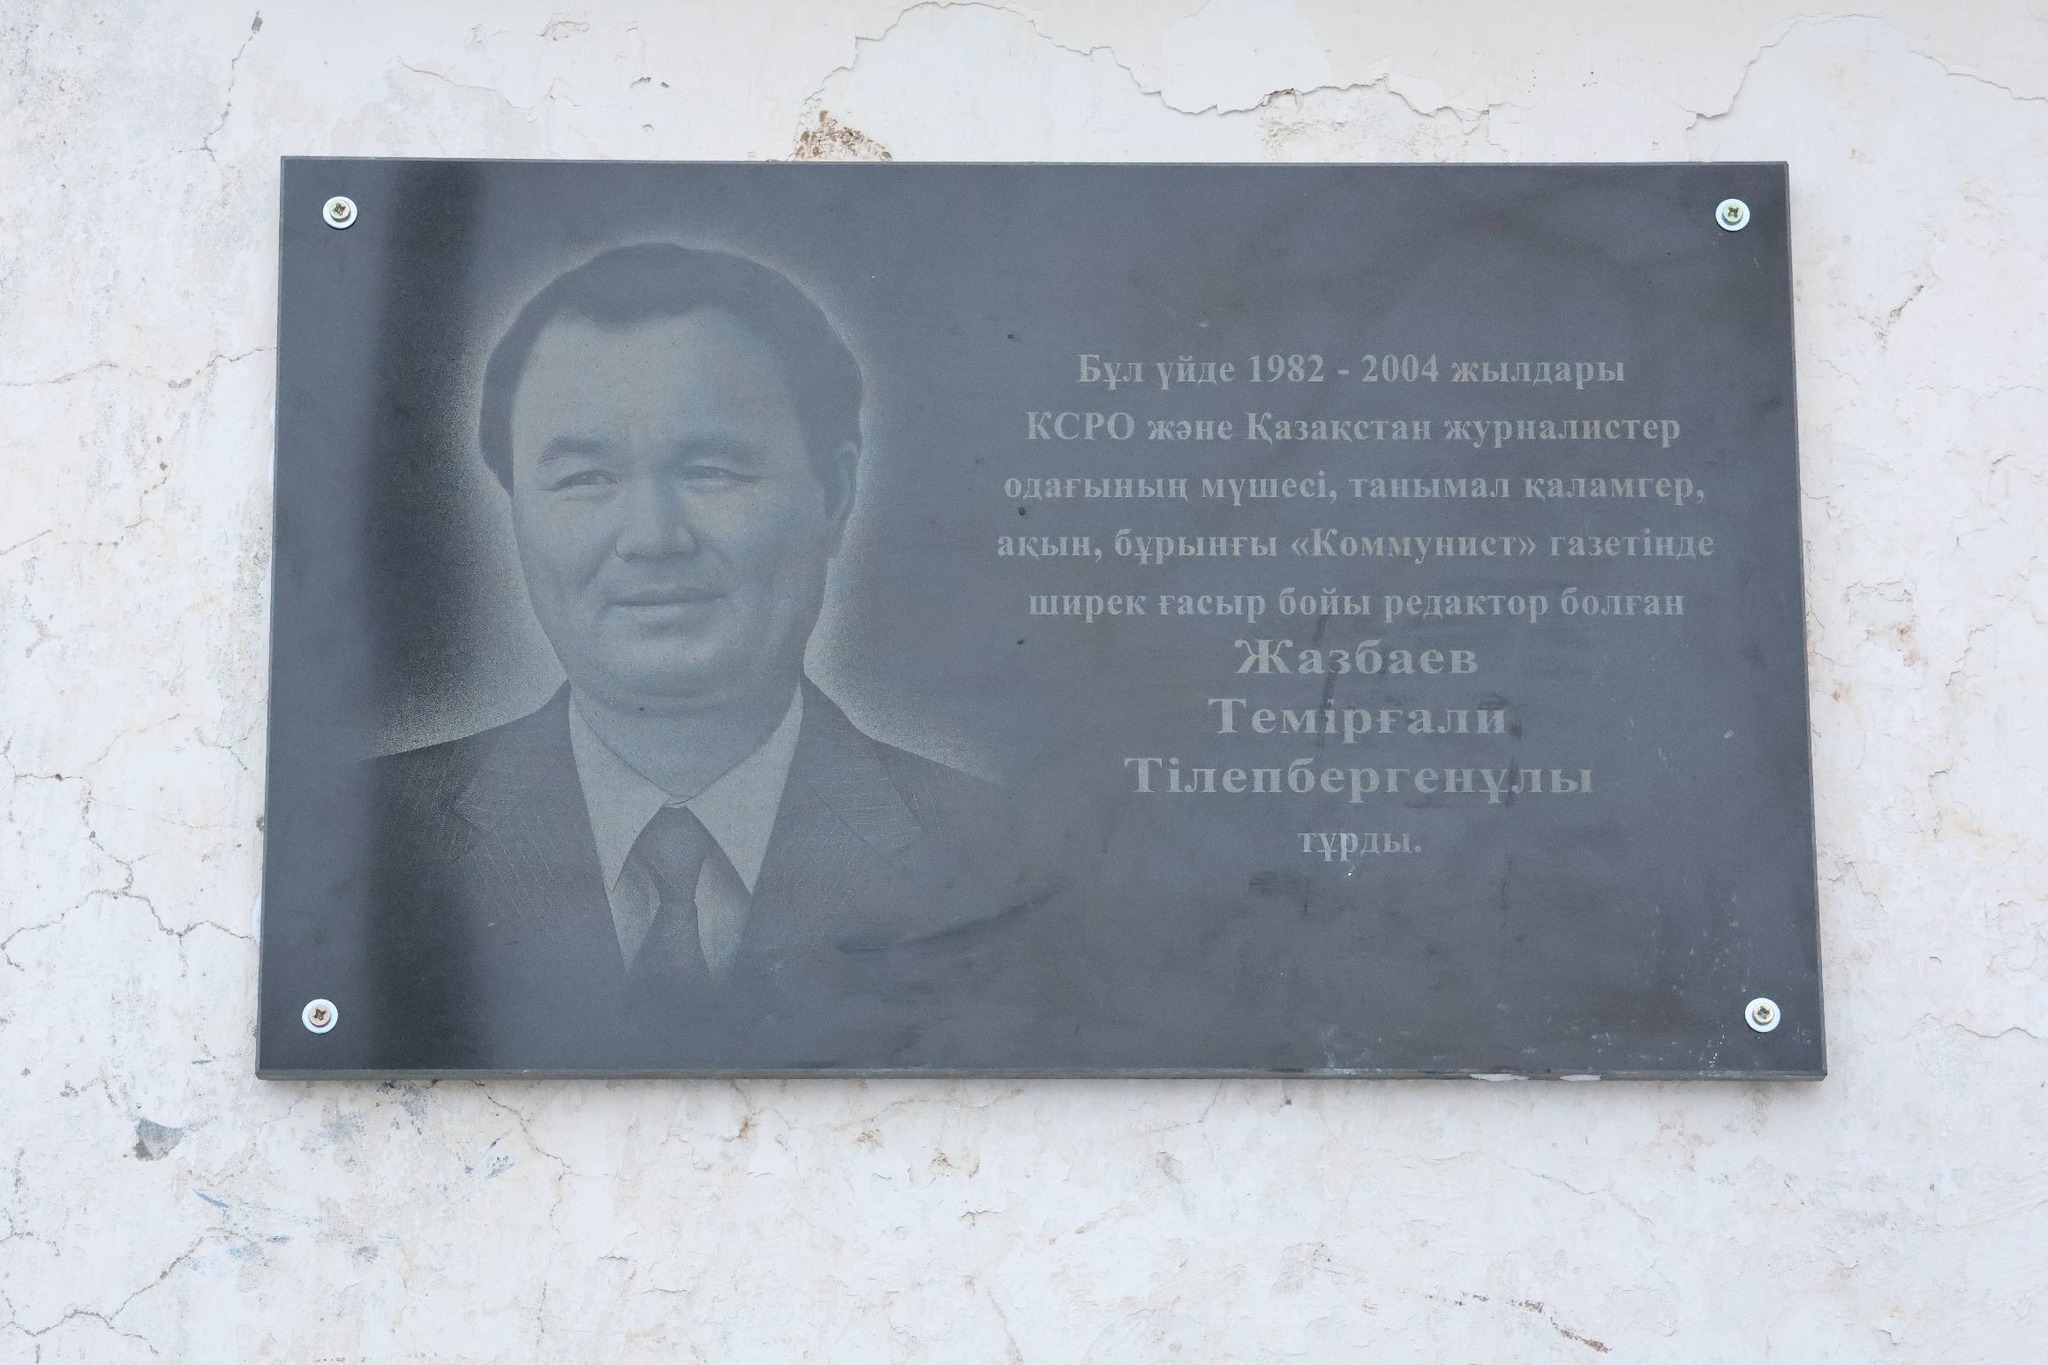 Бұл үйде 1982 - 2004 жылдары
КСРО және Қазақстан журналистер
одағының мүшесі, танымал қаламгер,
ақын, бұрынғы «Коммунист» газетінде
ширек ғасыр бойы редактор болған
Жазбаев
Темірғали
Тілепбергенұлы
тұрды.